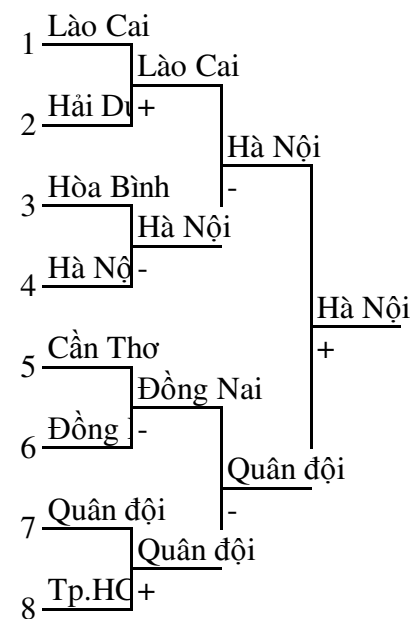 Lào Cai
1
Lào Cai
Hải Dư
+
2
Hà Nội
-
Hòa Bình
3
Hà Nội
Hà Nộ
-
4
Hà Nội
+
Cần Thơ
5
Đồng Nai
Đồng
-
6
Quân đội
-
Quân đội
7
Quân đội
Tp.HC
+
8